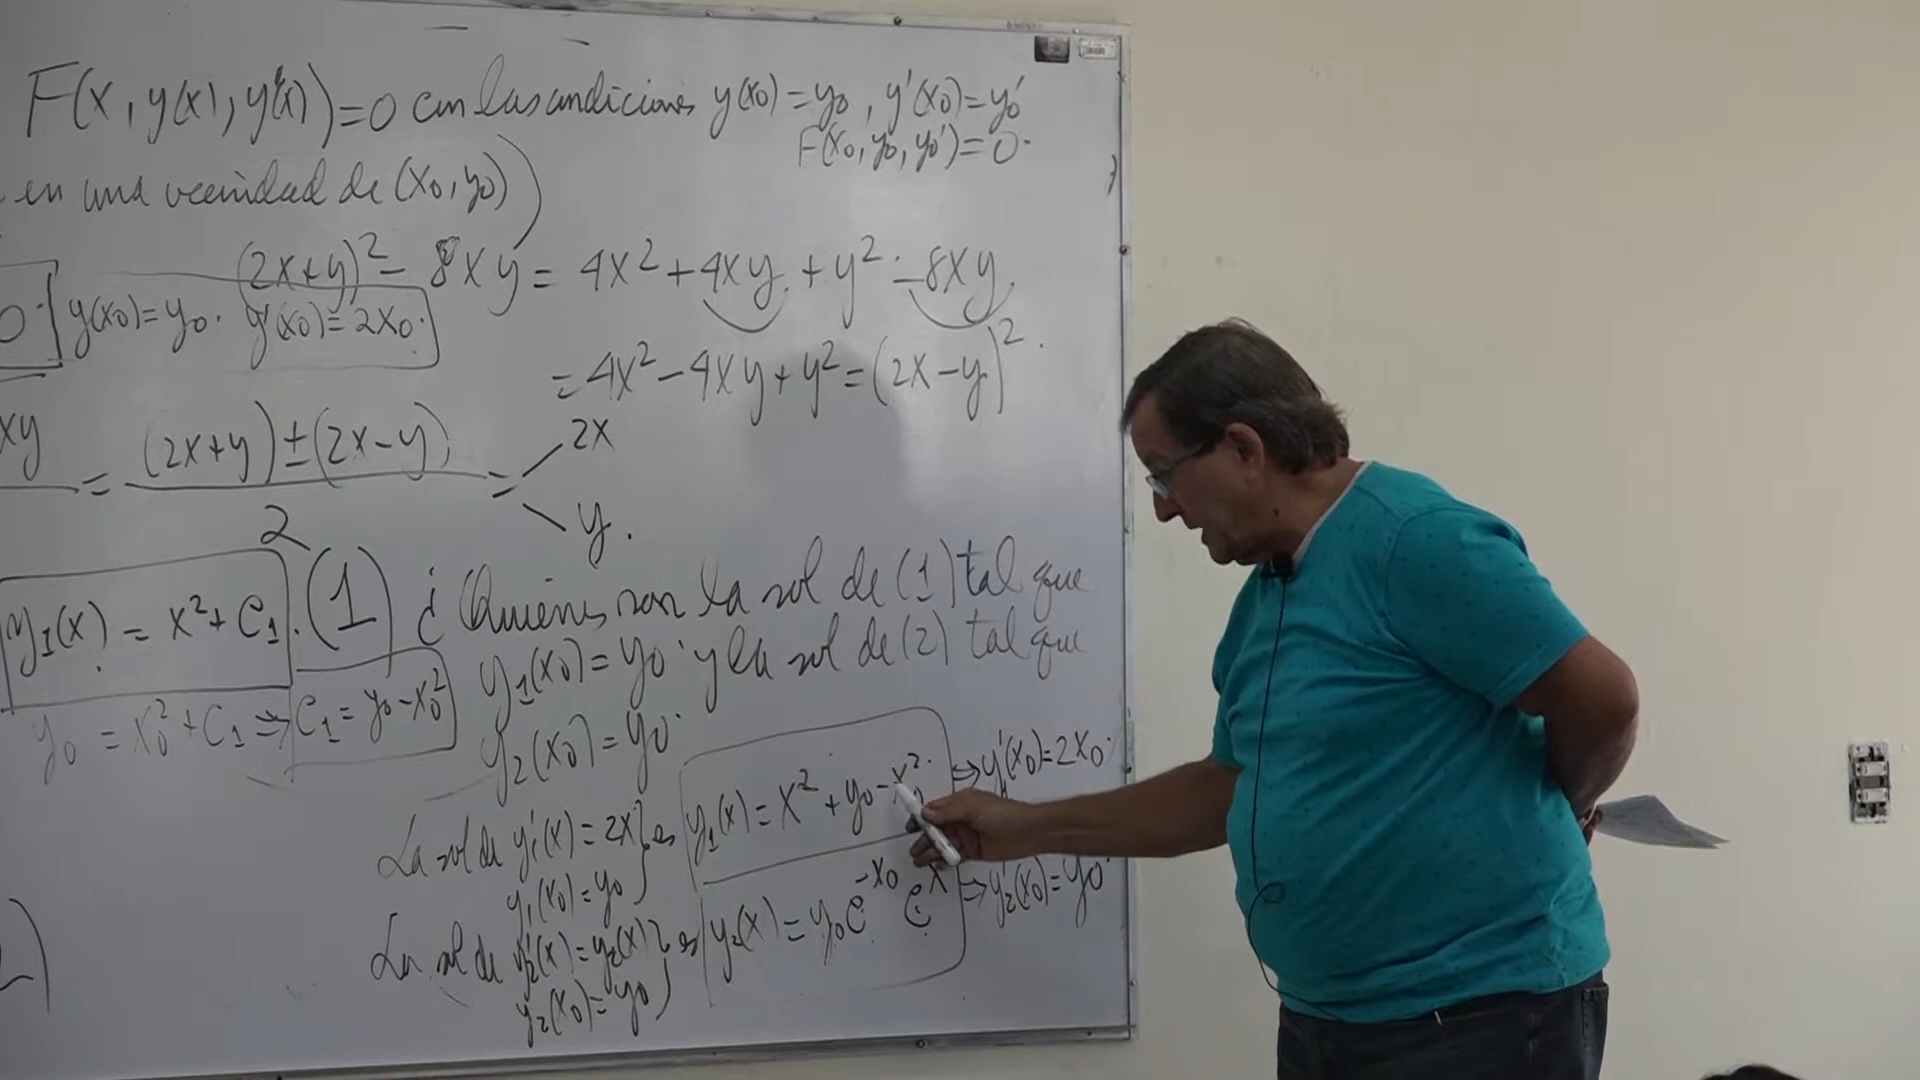 F(x, y(x), y'(x)) = 0 con las condiciones y(x₀) = y₀, y'(x₀) = y₀'
F(x₀, y₀, y₀') = 0.
en una vecindad de (x₀, y₀))
(2x+y)² - 8xy = 4x² + 4xy + y² - 8xy.
0. y(x₀) = y₀. y'(x₀) = 2x₀.
= 4x² - 4xy + y² = (2x - y)².
xy = (2x+y) ± (2x-y) / 2 = 2x
y.
y₁(x) = x² + C₁. (1) ¿Quiénes son la sol de (1) tal que
y₁(x₀) = y₀ y la sol de (2) tal que
y₀ = x₀² + C₁ ⇒ C₁ = y₀ - x₀²
y₂(x₀) = y₀.
La sol de y₁'(x) = 2x } es y₁(x) = x² + y₀ - x₀². ⇒ y₁'(x₀) = 2x₀.
y₁(x₀) = y₀
La sol de y₂'(x) = y₂(x) } es y₂(x) = y₀ e^(-x₀) e^x ⇒ y₂'(x₀) = y₀.
y₂(x₀) = y₀